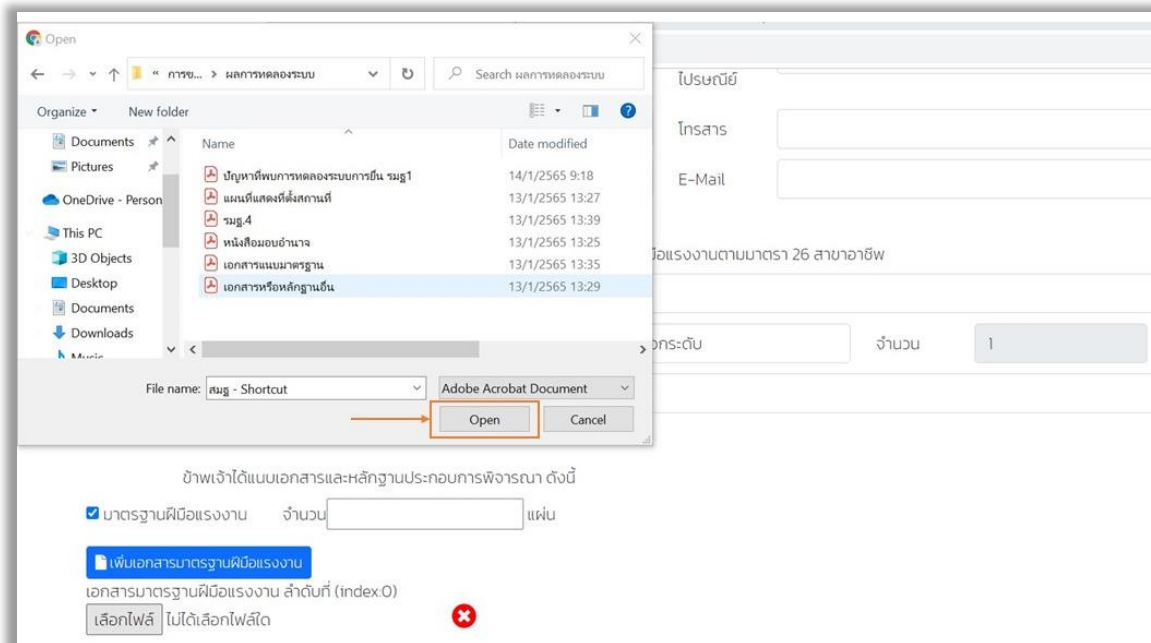 Open
« การข... > ผลการทดลองระบบ
Search ผลการทดลองระบบ
Organize
New folder
Documents
Pictures
OneDrive - Person
This PC
3D Objects
Desktop
Documents
Downloads
Music
Name Date modified
ปัญหาที่พบการทดลองระบบการยื่น รมฐ1 14/1/2565 9:18
แผนที่แสดงที่ตั้งสถานที่ 13/1/2565 13:27
รมฐ.4 13/1/2565 13:39
หนังสือมอบอำนาจ 13/1/2565 13:25
เอกสารแนบมาตรฐาน 13/1/2565 13:35
เอกสารหรือหลักฐานอื่น 13/1/2565 13:29
File name: สมฐ - Shortcut Adobe Acrobat Document
Open Cancel
ไปรษณีย์
โทรสาร
E-Mail
มือแรงงานตามมาตรา 26 สาขาอาชีพ
อกระดับ จำนวน 1
ข้าพเจ้าได้แนบเอกสารและหลักฐานประกอบการพิจารณา ดังนี้
มาตรฐานฝีมือแรงงาน จำนวน แผ่น
เพิ่มเอกสารมาตรฐานฝีมือแรงงาน
เอกสารมาตรฐานฝีมือแรงงาน ลำดับที่ (index:0)
เลือกไฟล์ ไม่ได้เลือกไฟล์ใด